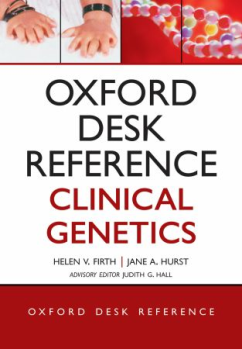 OXFORD
DESK
REFERENCE
CLINICAL
GENETICS
HELEN V. FIRTH | JANE A. HURST
ADVISORY EDITOR JUDITH G. HALL
OXFORD DESK REFERENCE